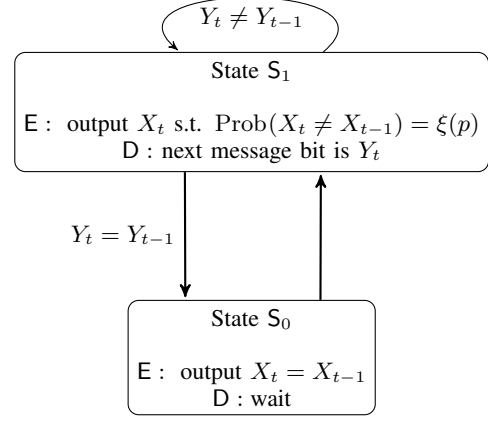 Y_t ≠ Y_{t−1}
State S_1
E : output X_t s.t. Prob(X_t ≠ X_{t−1}) = ξ(p)
D : next message bit is Y_t
Y_t = Y_{t−1}
State S_0
E : output X_t = X_{t−1}
D : wait